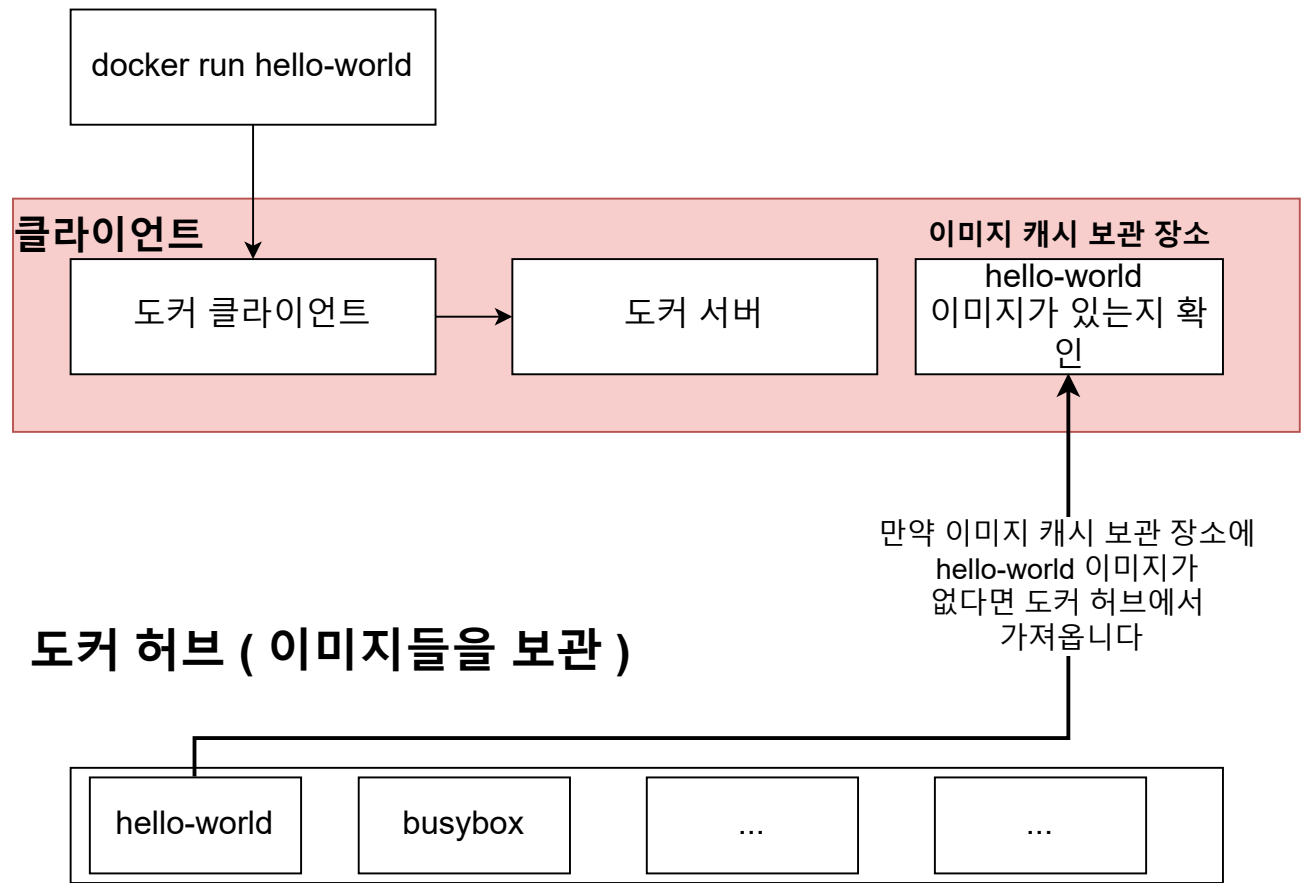 docker run hello-world
클라이언트
이미지 캐시 보관 장소
도커 클라이언트
도커 서버
hello-world
이미지가 있는지 확
인
만약 이미지 캐시 보관 장소에
hello-world 이미지가
없다면 도커 허브에서
가져옵니다
도커 허브 ( 이미지들을 보관 )
hello-world
busybox
...
...